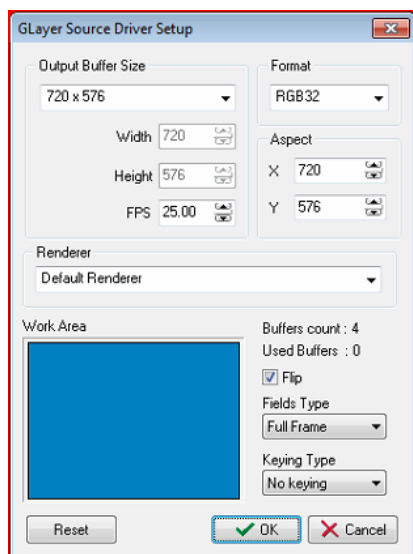 GLayer Source Driver Setup
Output Buffer Size
720 x 576
Width 720
Height 576
FPS 25.00
Format
RGB32
Aspect
X 720
Y 576
Renderer
Default Renderer
Work Area
Buffers count : 4
Used Buffers : 0
Flip
Fields Type
Full Frame
Keying Type
No keying
Reset
OK
Cancel